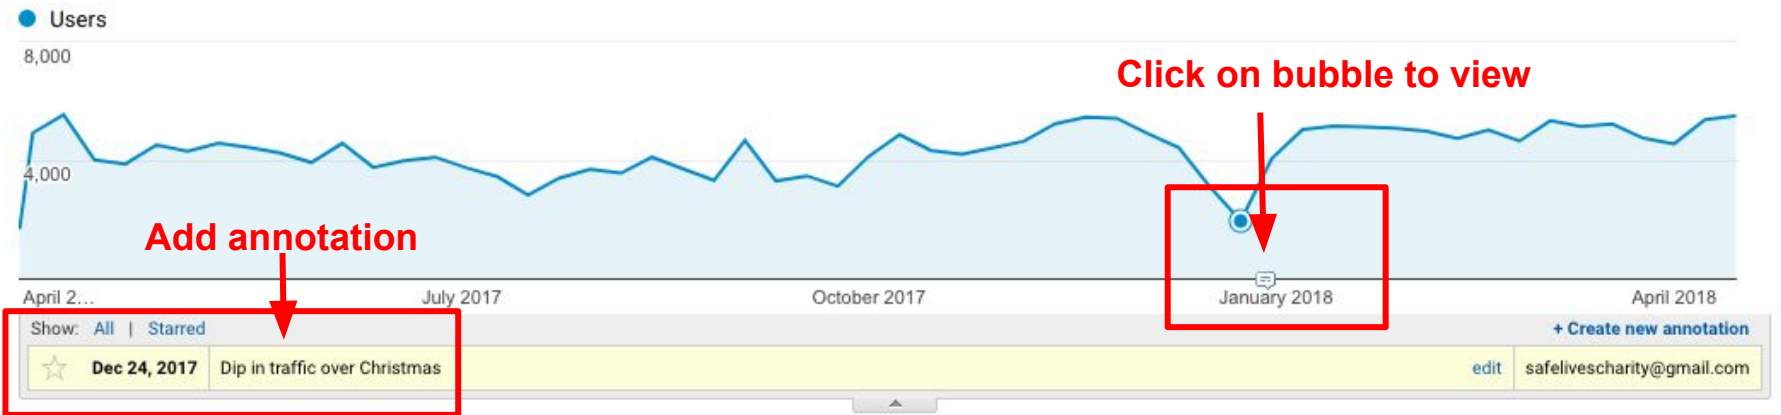 Users
8,000
Click on bubble to view
4,000
Add annotation
April 2...
July 2017
October 2017
January 2018
April 2018
Show: All | Starred
+ Create new annotation
Dec 24, 2017 Dip in traffic over Christmas edit safelivescharity@gmail.com